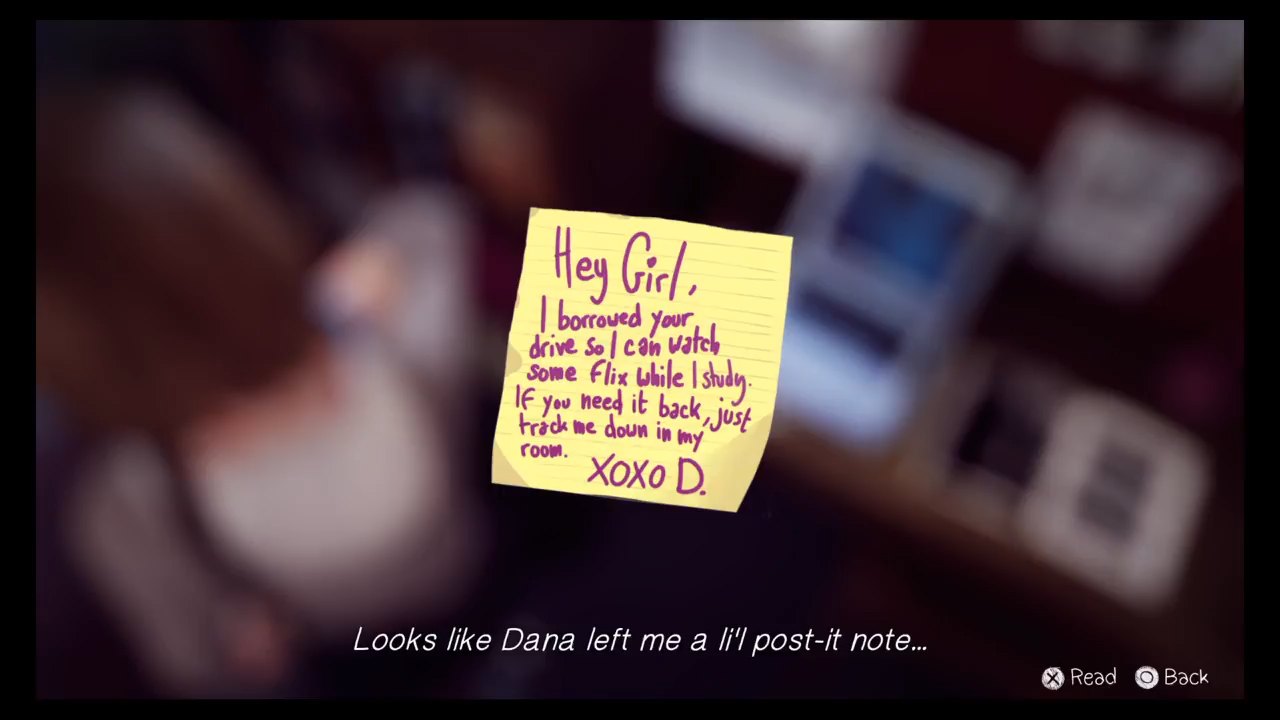 Hey Girl,
I borrowed your
drive so I can watch
some flix while I study.
If you need it back, just
track me down in my
room.
XOXO D.
Looks like Dana left me a li'l post-it note...
Read
Back